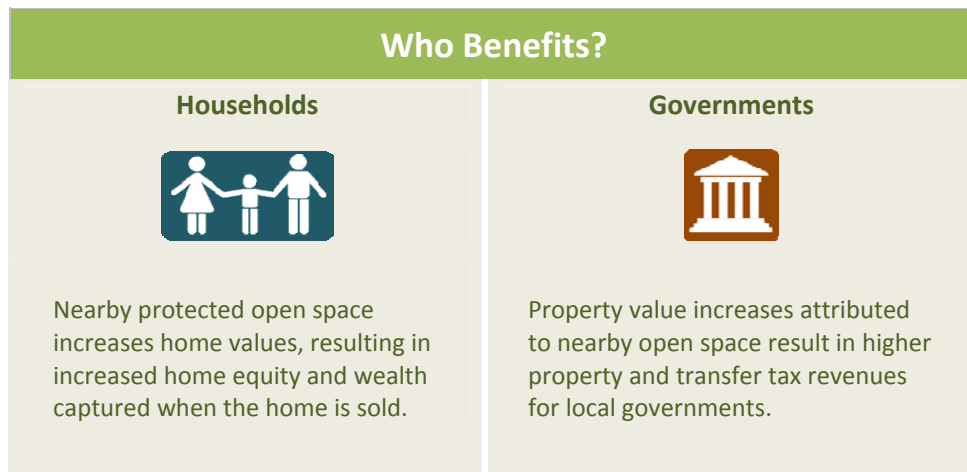 Who Benefits?
Households
Governments
Nearby protected open space
increases home values, resulting in
increased home equity and wealth
captured when the home is sold.
Property value increases attributed
to nearby open space result in higher
property and transfer tax revenues
for local governments.